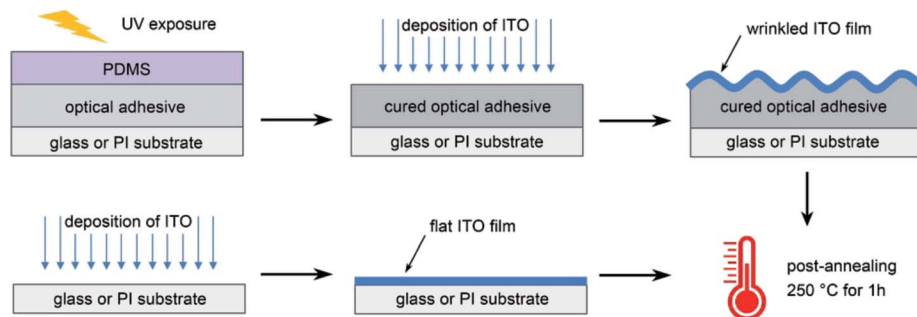 UV exposure
PDMS
optical adhesive
glass or PI substrate
deposition of ITO
cured optical adhesive
glass or PI substrate
wrinkled ITO film
cured optical adhesive
glass or PI substrate
deposition of ITO
glass or PI substrate
flat ITO film
glass or PI substrate
post-annealing
250 °C for 1h